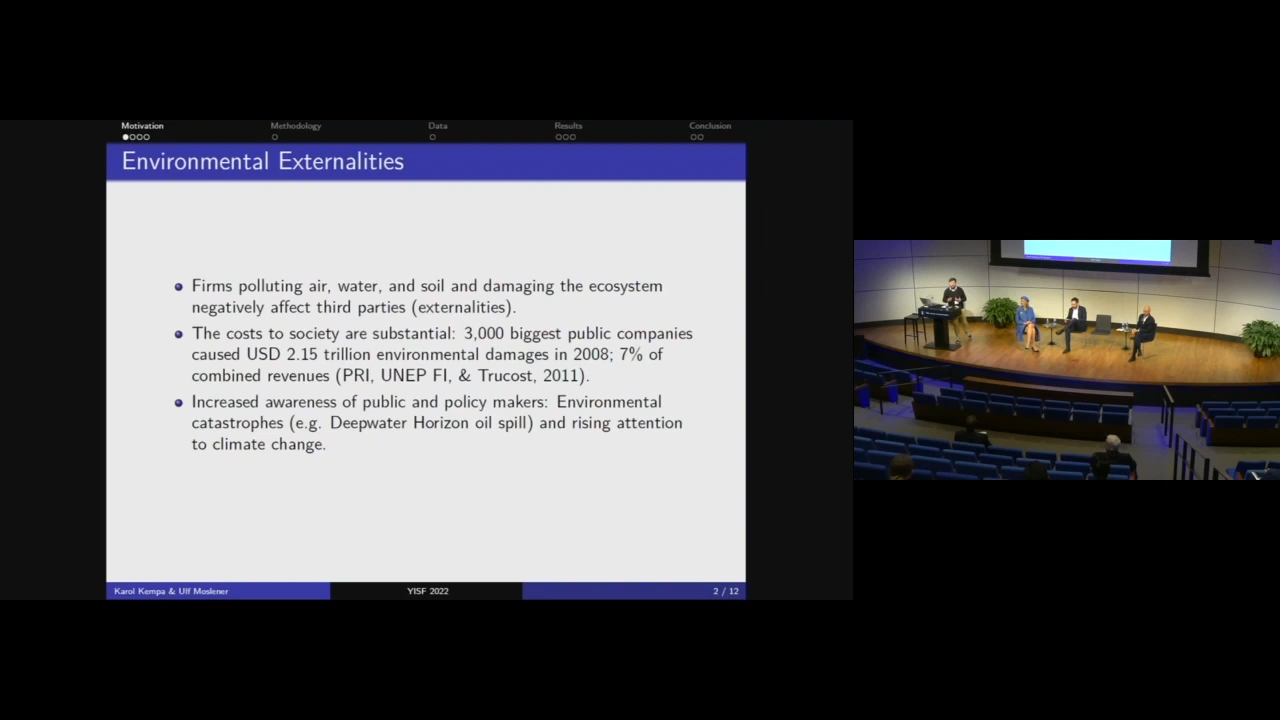 Motivation
Methodology
Data
Results
Conclusion
Environmental Externalities
Firms polluting air, water, and soil and damaging the ecosystem
negatively affect third parties (externalities).
The costs to society are substantial: 3,000 biggest public companies
caused USD 2.15 trillion environmental damages in 2008; 7% of
combined revenues (PRI, UNEP FI, & Trucost, 2011).
Increased awareness of public and policy makers: Environmental
catastrophes (e.g. Deepwater Horizon oil spill) and rising attention
to climate change.
Karol Kempa & Ulf Moslener
YISF 2022
2 / 12